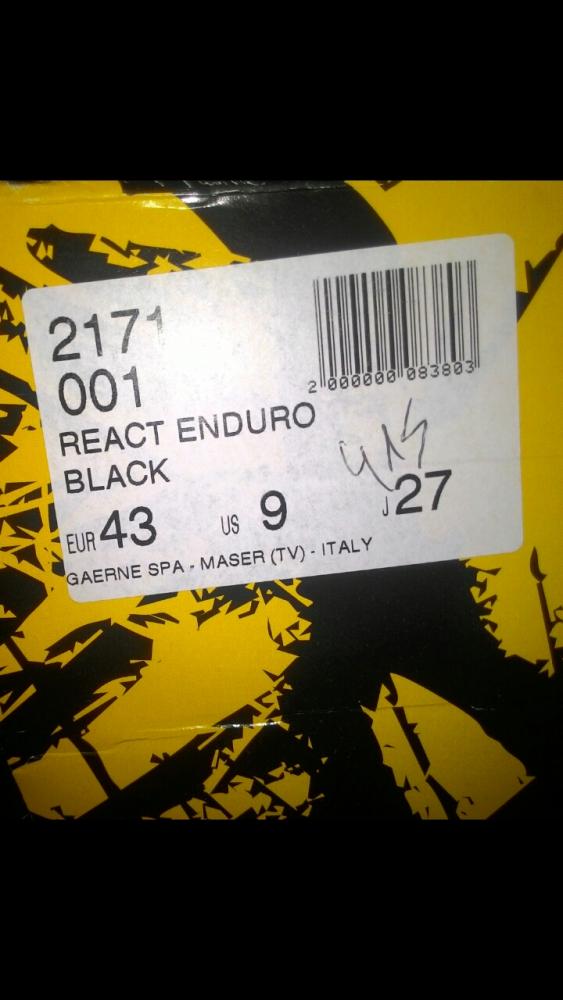 2171
001
REACT ENDURO
BLACK
EUR 43 US 9 J 27
GAERNE SPA - MASER (TV) - ITALY
2 000000 083803